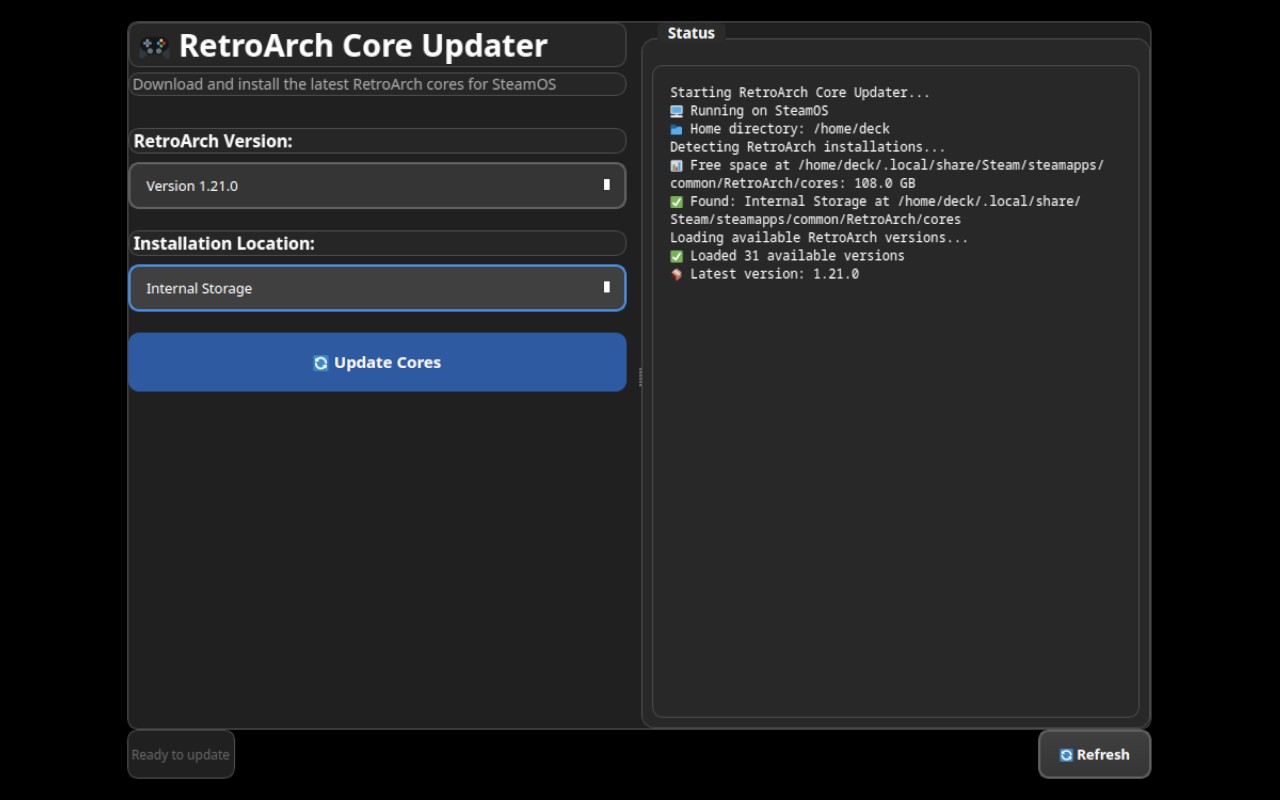 RetroArch Core Updater
Download and install the latest RetroArch cores for SteamOS
RetroArch Version:
Version 1.21.0
Installation Location:
Internal Storage
Update Cores
Status
Starting RetroArch Core Updater...
Running on SteamOS
Home directory: /home/deck
Detecting RetroArch installations...
Free space at /home/deck/.local/share/Steam/steamapps/
common/RetroArch/cores: 108.0 GB
Found: Internal Storage at /home/deck/.local/share/
Steam/steamapps/common/RetroArch/cores
Loading available RetroArch versions...
Loaded 31 available versions
Latest version: 1.21.0
Ready to update
Refresh